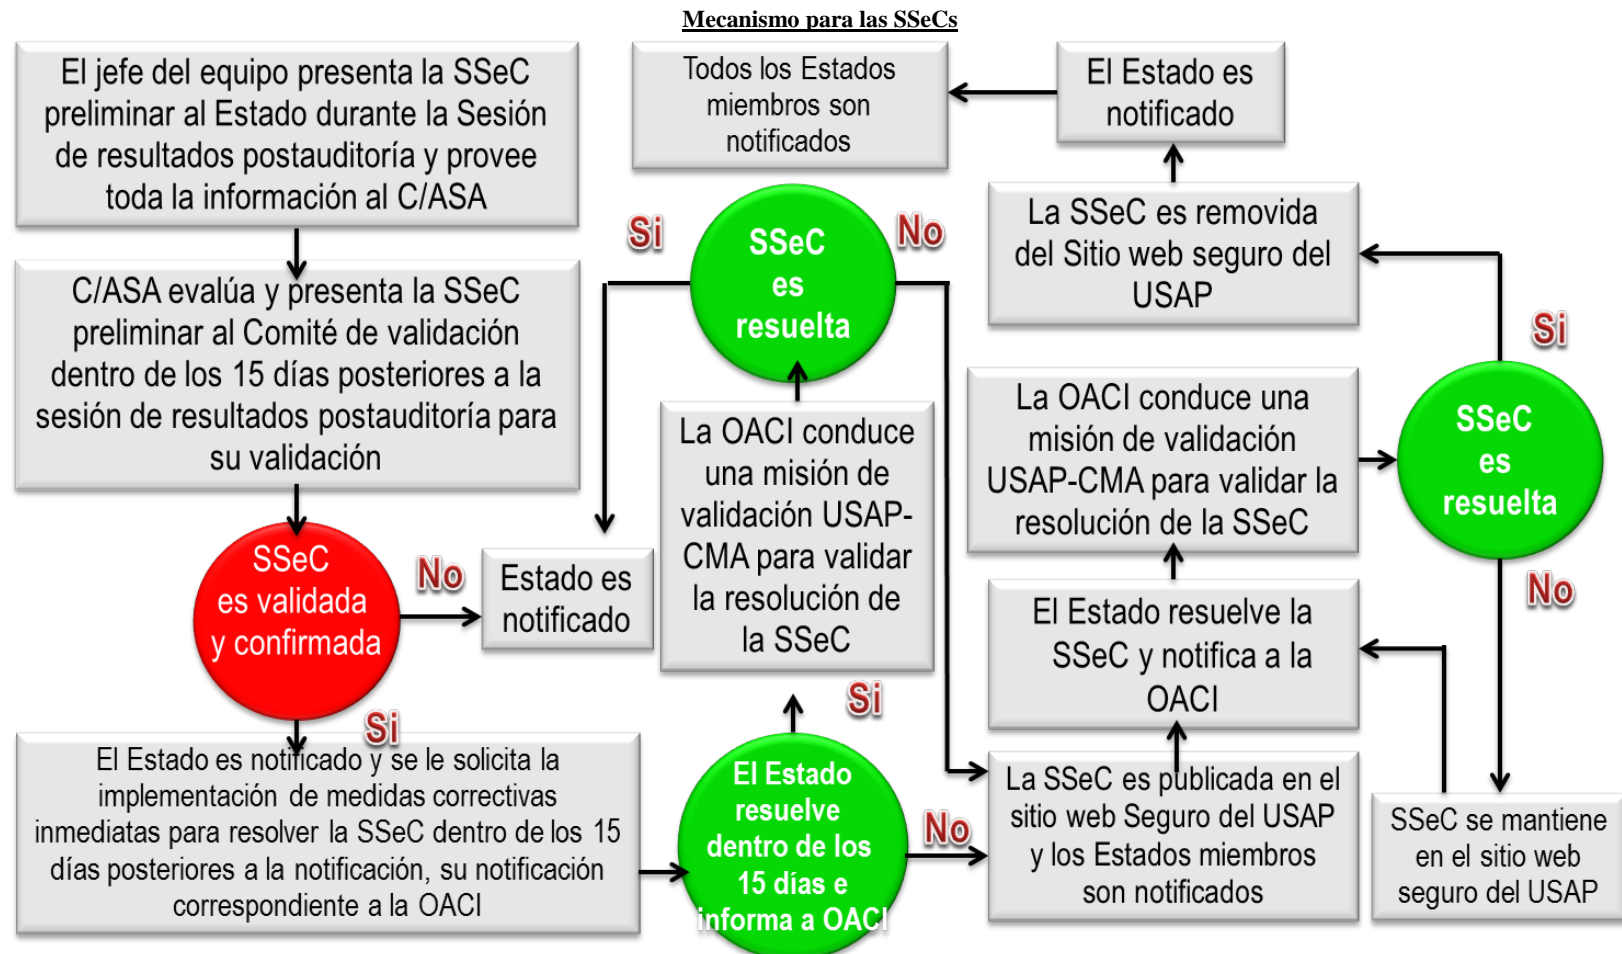 Mecanismo para las SSeCs
El jefe del equipo presenta la SSeC
preliminar al Estado durante la Sesión
de resultados postauditoría y provee
toda la información al C/ASA
C/ASA evalúa y presenta la SSeC
preliminar al Comité de validación
dentro de los 15 días posteriores a la
sesión de resultados postauditoría para
su validación
SSeC
es validada
y confirmada
No
Estado es
notificado
Si
El Estado es notificado y se le solicita la
implementación de medidas correctivas
inmediatas para resolver la SSeC dentro de los 15
días posteriores a la notificación, su notificación
correspondiente a la OACI
El Estado
resuelve
dentro de los
15 días e
informa a OACI
Si
No
La OACI conduce
una misión de
validación USAP-
CMA para validar
la resolución de
la SSeC
SSeC
es
resuelta
Si
No
La SSeC es publicada en el
sitio web Seguro del USAP
y los Estados miembros
son notificados
El Estado resuelve la
SSeC y notifica a la
OACI
La OACI conduce una
misión de validación
USAP-CMA para validar la
resolución de la SSeC
SSeC
es
resuelta
Si
No
SSeC se mantiene
en el sitio web
seguro del USAP
La SSeC es removida
del Sitio web seguro del
USAP
El Estado es
notificado
Todos los Estados
miembros son
notificados